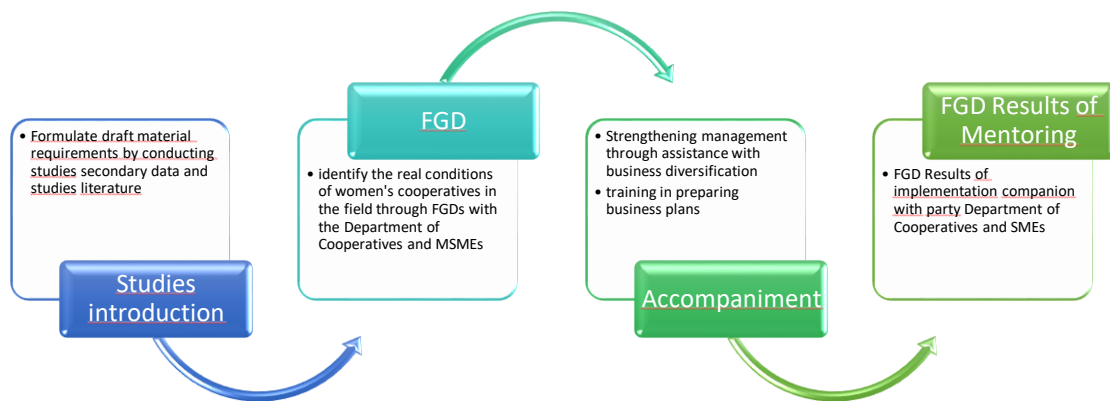 • Formulate draft material
requirements by conducting
studies secondary data and
studies literature
Studies
introduction
FGD
• identify the real conditions
of women's cooperatives in
the field through FGDs with
the Department of
Cooperatives and MSMEs
• Strengthening management
through assistance with
business diversification
• training in preparing
business plans
Accompaniment
FGD Results of
Mentoring
• FGD Results of
implementation companion
with party Department of
Cooperatives and SMEs